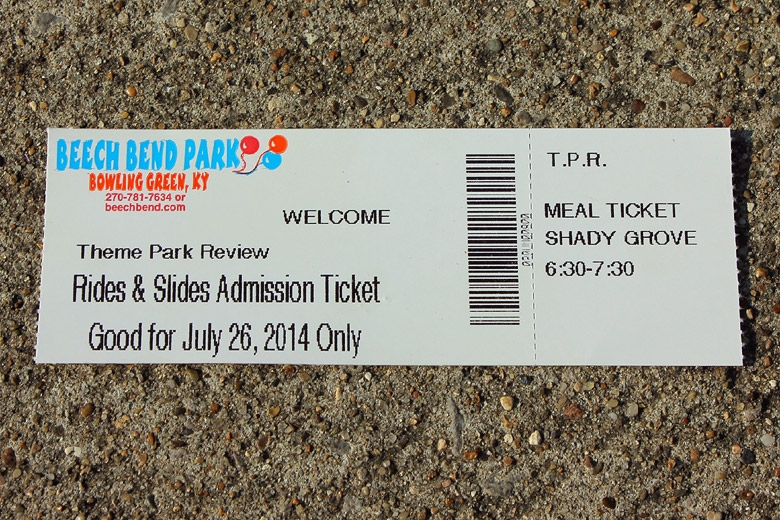 BEECH BEND PARK
BOWLING GREEN, KY
270-781-7634 or
beechbend.com
WELCOME
Theme Park Review
Rides & Slides Admission Ticket
Good for July 26, 2014 Only
T.P.R.
MEAL TICKET
SHADY GROVE
6:30-7:30